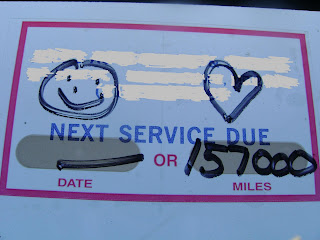 NEXT SERVICE DUE
OR 157000
DATE MILES